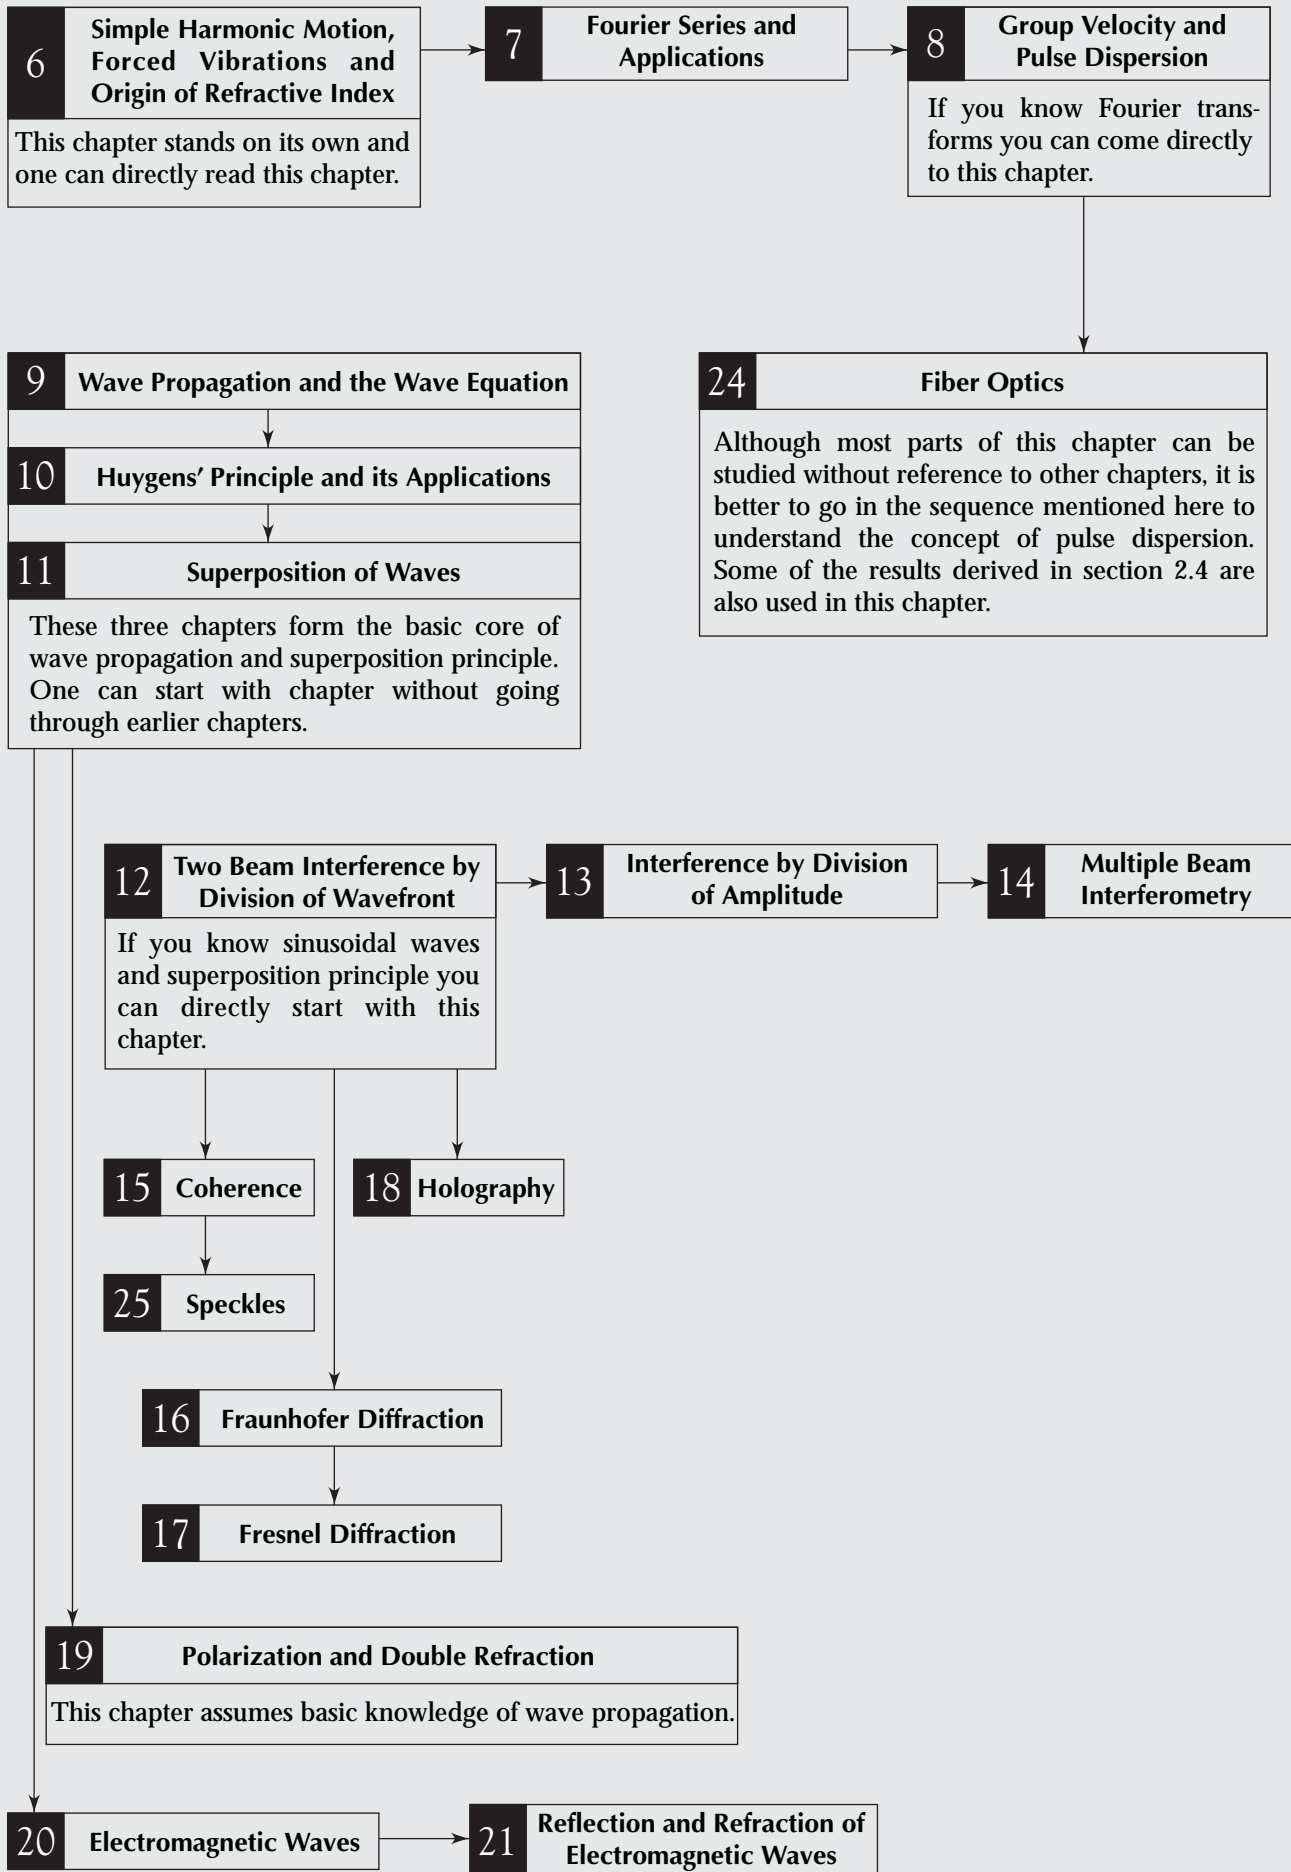 6
Simple Harmonic Motion,
Forced Vibrations and
Origin of Refractive Index
This chapter stands on its own and
one can directly read this chapter.
7
Fourier Series and
Applications
8
Group Velocity and
Pulse Dispersion
If you know Fourier trans-
forms you can come directly
to this chapter.
9
Wave Propagation and the Wave Equation
10
Huygens’ Principle and its Applications
11
Superposition of Waves
These three chapters form the basic core of
wave propagation and superposition principle.
One can start with chapter without going
through earlier chapters.
24
Fiber Optics
Although most parts of this chapter can be
studied without reference to other chapters, it is
better to go in the sequence mentioned here to
understand the concept of pulse dispersion.
Some of the results derived in section 2.4 are
also used in this chapter.
12
Two Beam Interference by
Division of Wavefront
If you know sinusoidal waves
and superposition principle you
can directly start with this
chapter.
13
Interference by Division
of Amplitude
14
Multiple Beam
Interferometry
15
Coherence
18
Holography
25
Speckles
16
Fraunhofer Diffraction
17
Fresnel Diffraction
19
Polarization and Double Refraction
This chapter assumes basic knowledge of wave propagation.
20
Electromagnetic Waves
21
Reflection and Refraction of
Electromagnetic Waves